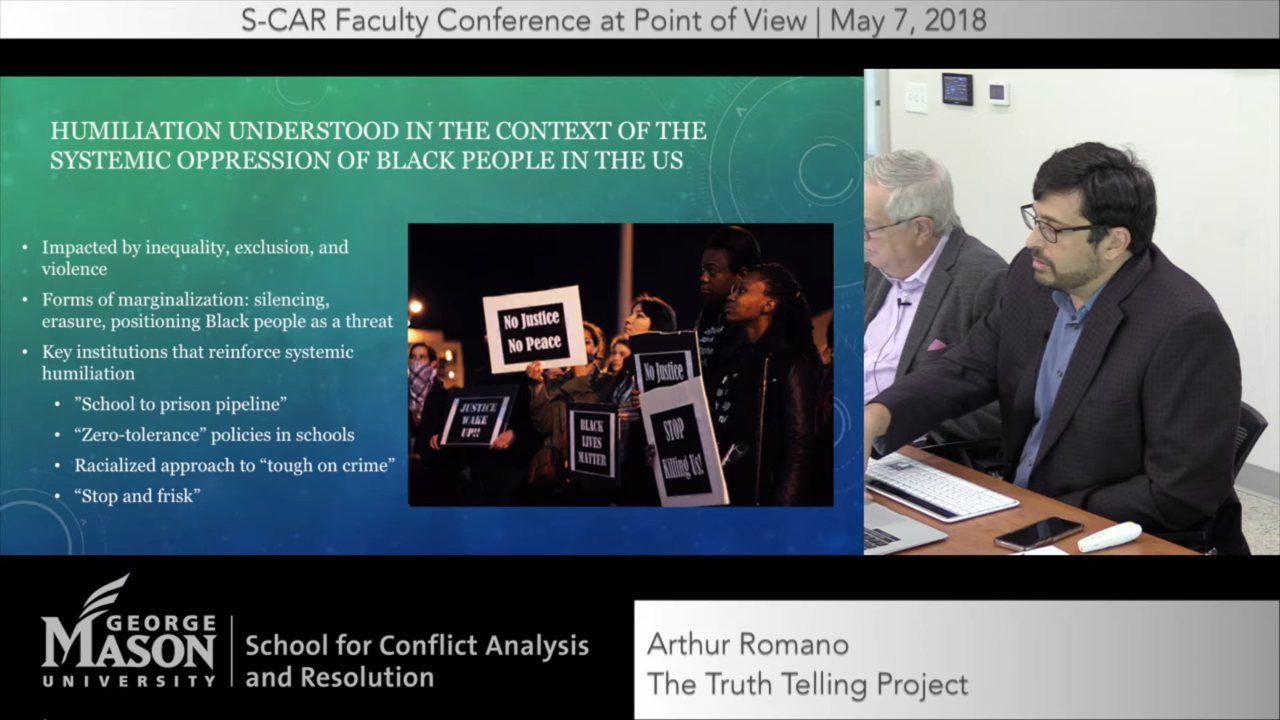 S-CAR Faculty Conference at Point of View | May 7, 2018
HUMILIATION UNDERSTOOD IN THE CONTEXT OF THE
SYSTEMIC OPPRESSION OF BLACK PEOPLE IN THE US
• Impacted by inequality, exclusion, and
violence
• Forms of marginalization: silencing,
erasure, positioning Black people as a threat
• Key institutions that reinforce systemic
humiliation
• ”School to prison pipeline”
• “Zero-tolerance” policies in schools
• Racialized approach to “tough on crime”
• “Stop and frisk”
No Justice
No Peace
No Justice
JUSTICE
WAKE
UP!!
BLACK
LIVES
MATTER
STOP
Killing Us!
GEORGE
MASON
UNIVERSITY
School for Conflict Analysis
and Resolution
Arthur Romano
The Truth Telling Project